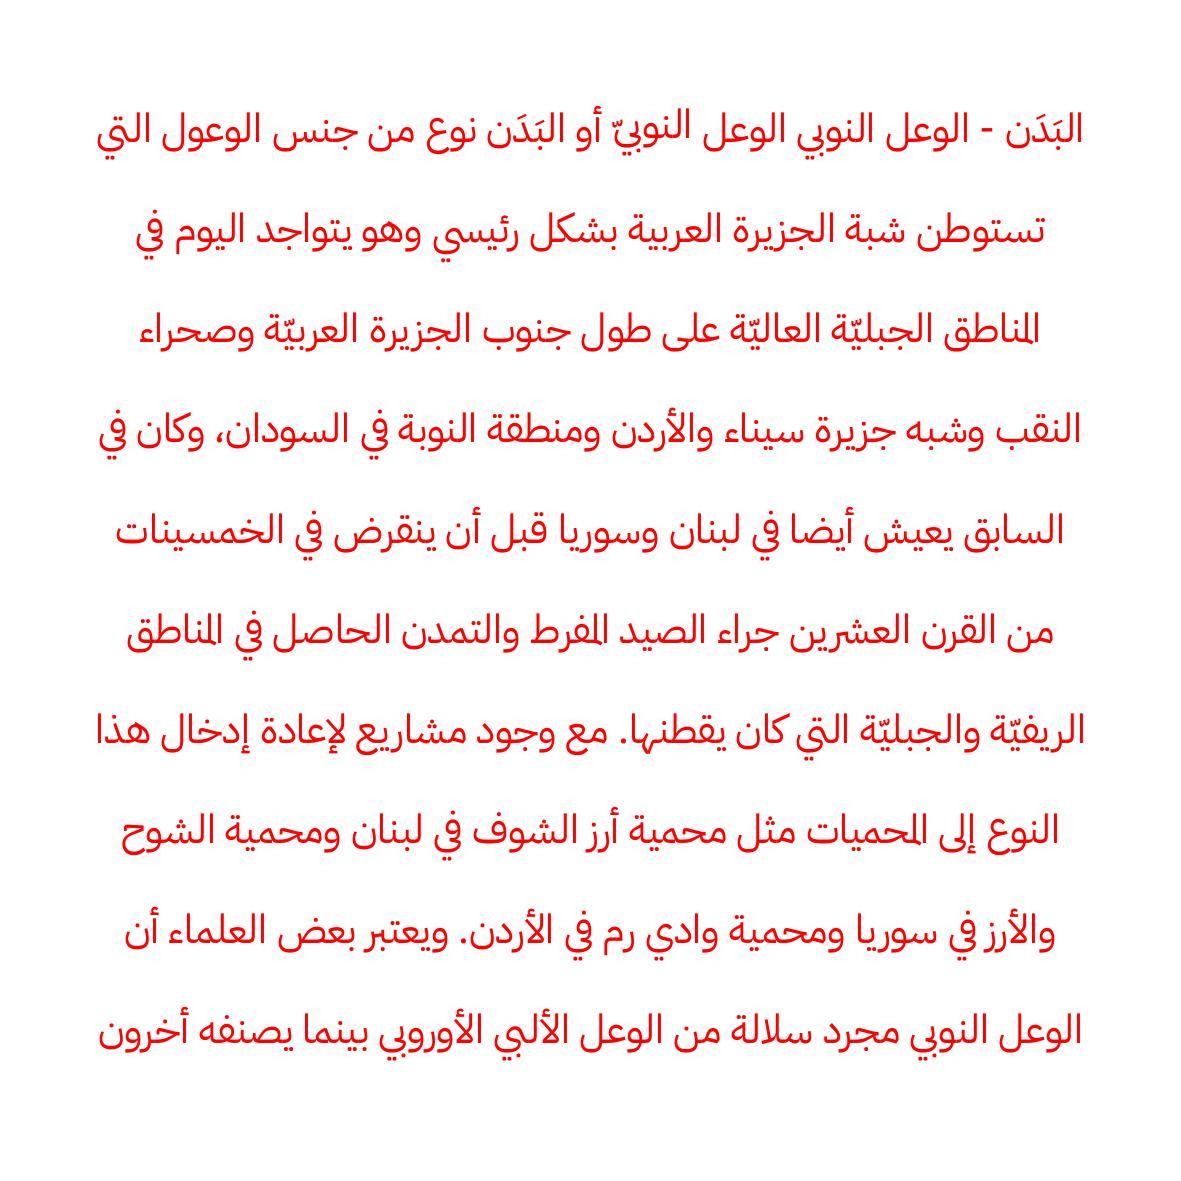 البَدَن - الوعل النوبي الوعل النوبيّ أو البَدَن نوع من جنس الوعول التي
تستوطن شبة الجزيرة العربية بشكل رئيسي وهو يتواجد اليوم في
المناطق الجبليّة العاليّة على طول جنوب الجزيرة العربيّة وصحراء
النقب وشبه جزيرة سيناء والأردن ومنطقة النوبة في السودان، وكان في
السابق يعيش أيضا في لبنان وسوريا قبل أن ينقرض في الخمسينات
من القرن العشرين جراء الصيد المفرط والتمدن الحاصل في المناطق
الريفيّة والجبليّة التي كان يقطنها. مع وجود مشاريع لإعادة إدخال هذا
النوع إلى المحميات مثل محمية أرز الشوف في لبنان ومحمية الشوح
والأرز في سوريا ومحمية وادي رم في الأردن. ويعتبر بعض العلماء أن
الوعل النوبي مجرد سلالة من الوعل الألبي الأوروبي بينما يصنفه أخرون